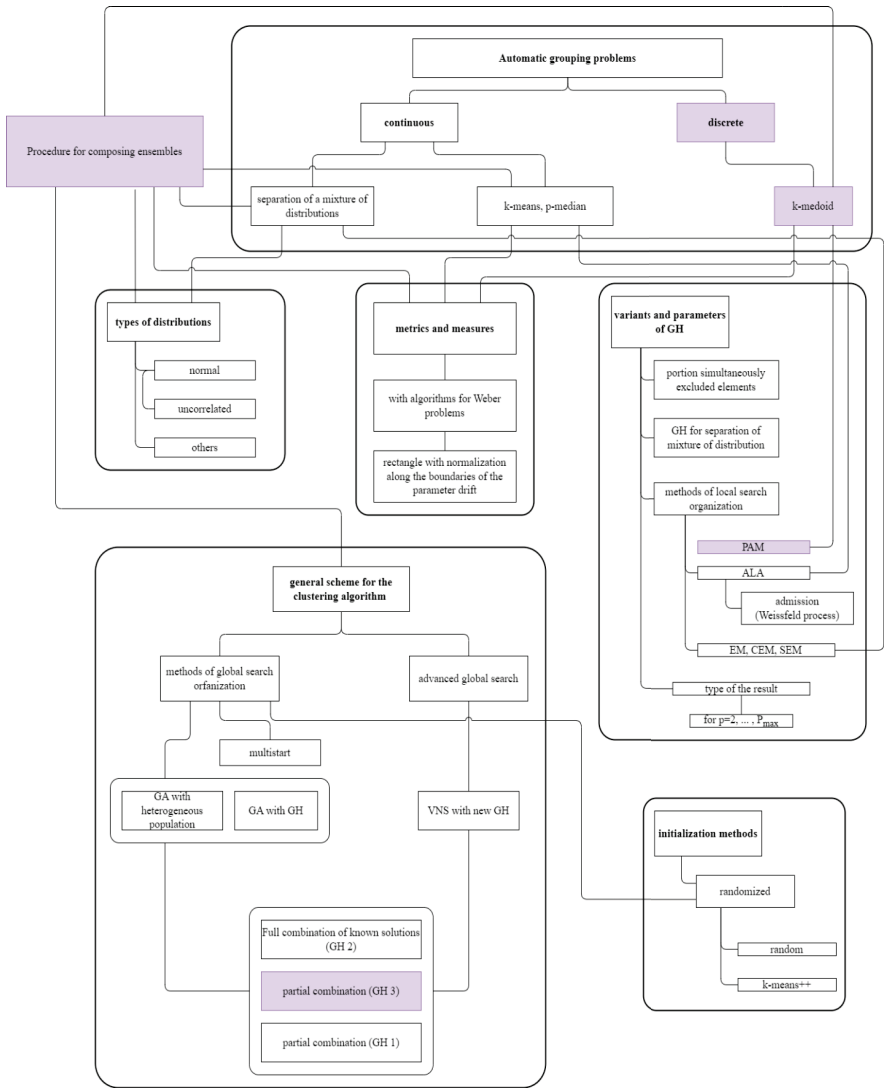 Automatic grouping problems
Procedure for composing ensembles
continuous
discrete
separation of a mixture of
distributions
k-means, p-median
k-medoid
types of distributions
normal
uncorrelated
others
metrics and measures
with algorithms for Weber
problems
rectangle with normalization
along the boundaries of the
parameter drift
variants and parameters
of GH
portion simultaneously
excluded elements
GH for separation of
mixture of distribution
methods of local search
organization
PAM
ALA
admission
(Weissfeld process)
EM, CEM, SEM
type of the result
for p=2, ... , Pmax
general scheme for the
clustering algorithm
methods of global search
orfanization
advanced global search
multistart
GA with
heterogeneous
population
GA with GH
VNS with new GH
Full combination of known solutions
(GH 2)
partial combination (GH 3)
partial combination (GH 1)
initialization methods
randomized
random
k-means++